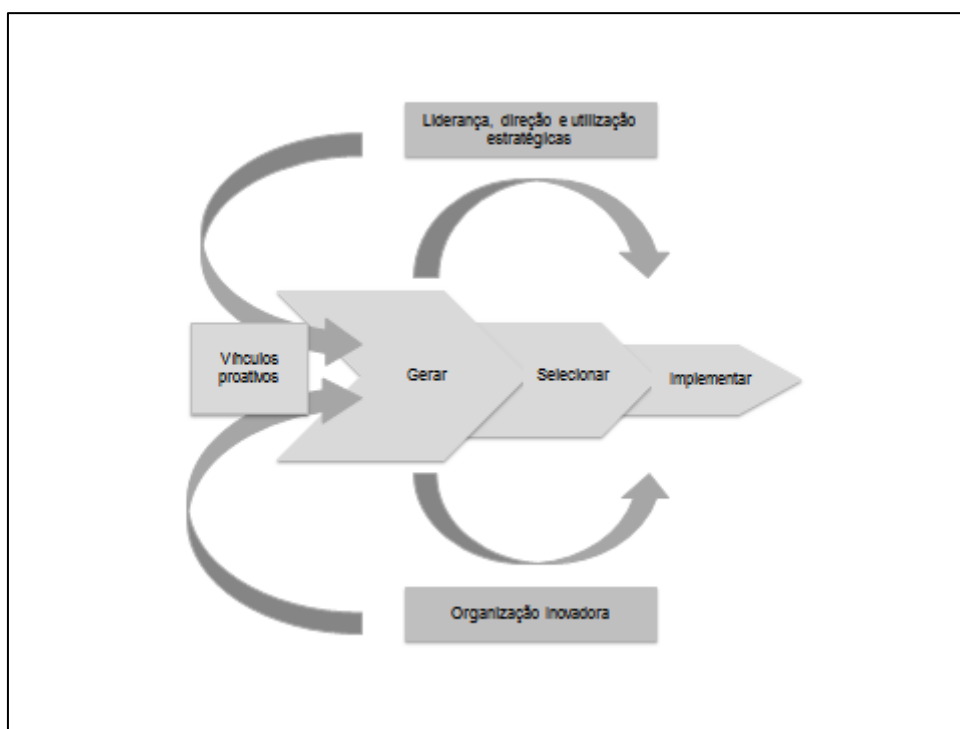 Liderança, direção e utilização
estratégicas
Vínculos
proativos
Gerar
Selecionar
Implementar
Organização Inovadora